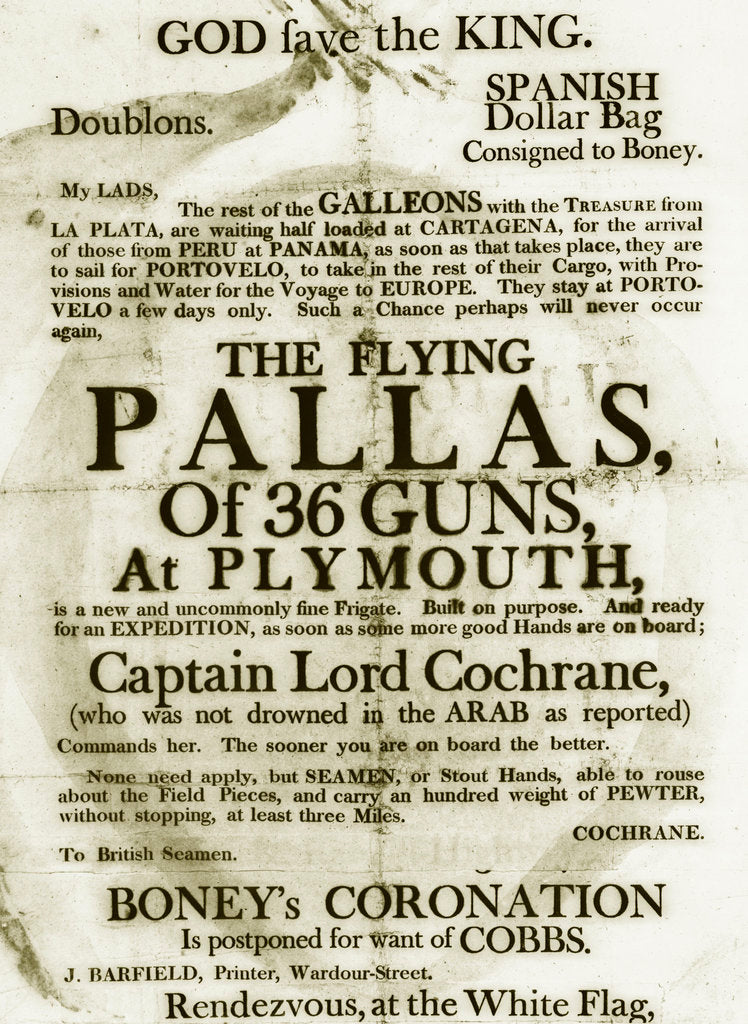 GOD ſave the KING.
Doublons.
SPANISH
Dollar Bag
Consigned to Boney.
My LADS,
The rest of the GALLEONS with the TREASURE from
LA PLATA, are waiting half loaded at CARTAGENA, for the arrival
of those from PERU at PANAMA, as soon as that takes place, they are
to sail for PORTOVELO, to take in the rest of their Cargo, with Pro-
visions and Water for the Voyage to EUROPE. They stay at PORTO-
VELO a few days only. Such a Chance perhaps will never occur
again,
THE FLYING
PALLAS,
Of 36 GUNS,
At PLYMOUTH,
is a new and uncommonly fine Frigate. Built on purpose. And ready
for an EXPEDITION, as soon as some more good Hands are on board;
Captain Lord Cochrane,
(who was not drowned in the ARAB as reported)
Commands her. The sooner you are on board the better.
None need apply, but SEAMEN, or Stout Hands, able to rouse
about the Field Pieces, and carry an hundred weight of PEWTER,
without stopping, at least three Miles.
COCHRANE.
To British Seamen.
BONEY's CORONATION
Is postponed for want of COBBS.
J. BARFIELD, Printer, Wardour-Street.
Rendezvous, at the White Flag,